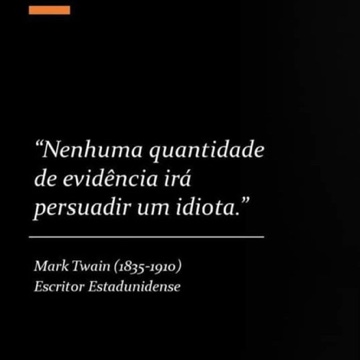 “Nenhuma quantidade
de evidência irá
persuadir um idiota.”
Mark Twain (1835-1910)
Escritor Estadunidense